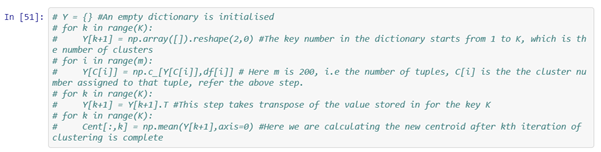 In [51]: # Y = {} #An empty dictionary is initialised
# for k in range(K):
#     Y[k+1] = np.array([]).reshape(2,0) #The key number in the dictionary starts from 1 to K, which is th
e number of clusters
# for i in range(m):
#     Y[C[i]] = np.c_[Y[C[i]],df[i]] # Here m is 200, i.e the number of tuples, C[i] is the the cluster nu
mber assigned to that tuple, refer the above step.
# for k in range(K):
#     Y[k+1] = Y[k+1].T #This step takes transpose of the value stored in for the key K
# for k in range(K):
#     Cent[:,k] = np.mean(Y[k+1],axis=0) #Here we are calculating the new centroid after kth iteration of
clustering is complete